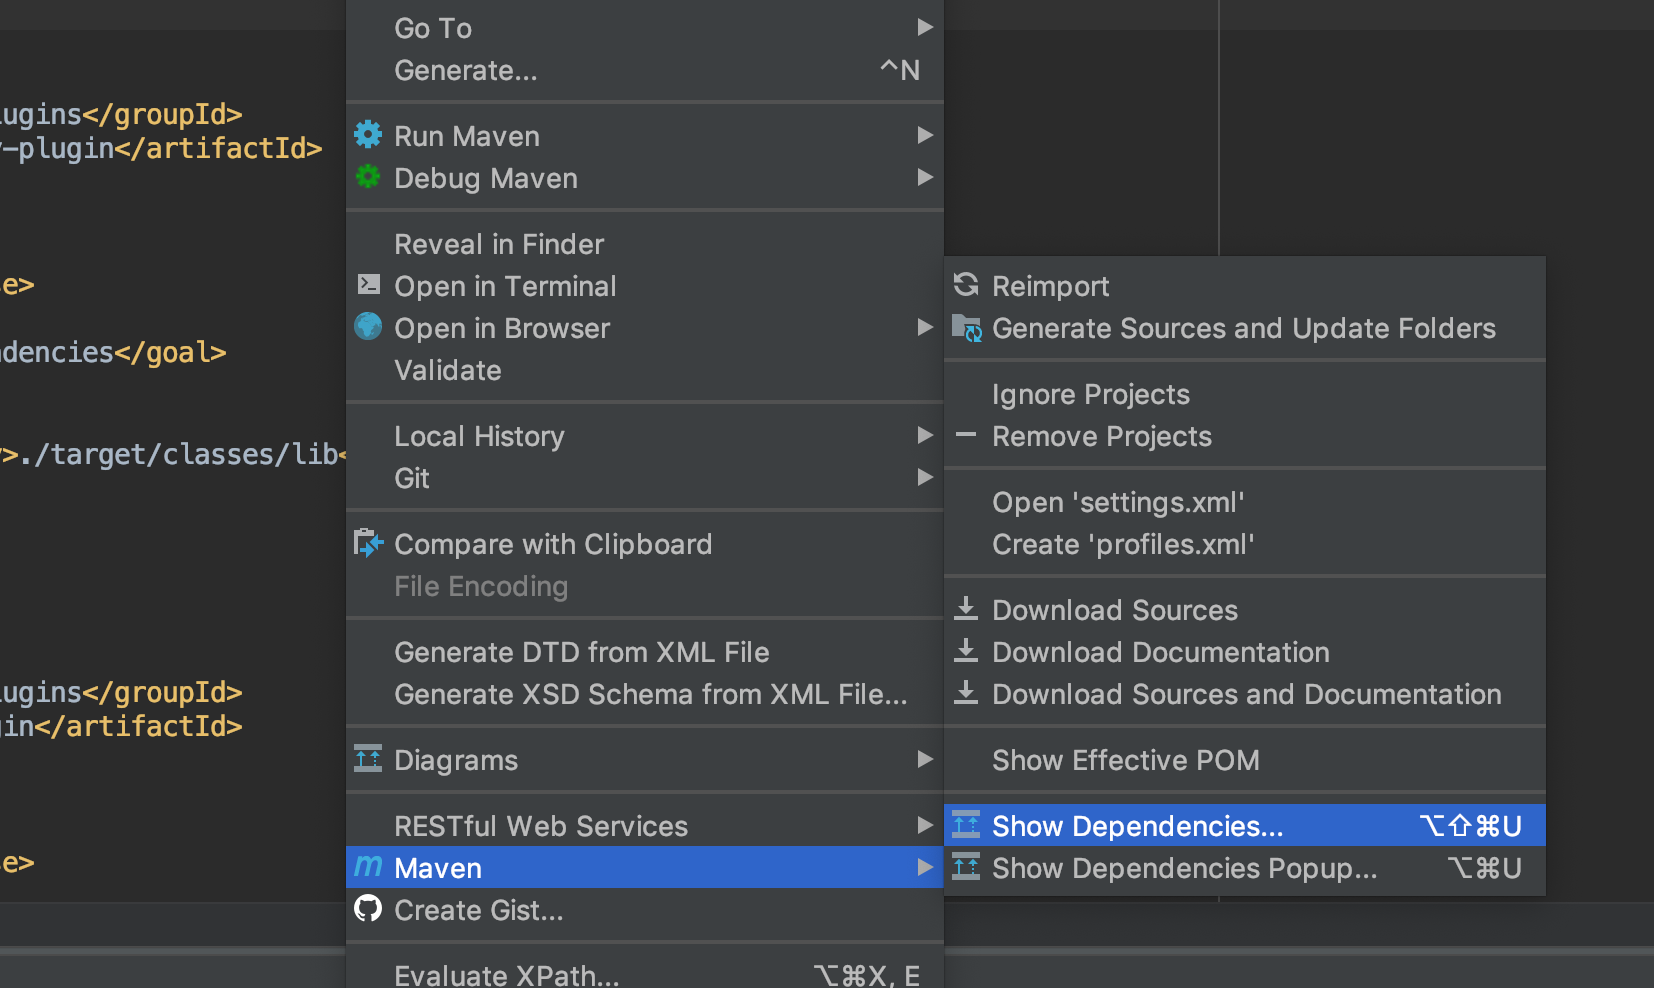 Go To
Generate... ^N
ugins</groupId>
-plugin</artifactId>
Run Maven
Debug Maven
Reveal in Finder
Open in Terminal
Open in Browser
Validate
e>
dencies</goal>
Local History
Git
>./target/classes/lib<
Compare with Clipboard
File Encoding
Generate DTD from XML File
Generate XSD Schema from XML File...
ugins</groupId>
gin</artifactId>
Diagrams
RESTful Web Services
Maven
e>
Create Gist...
Evaluate XPath... ⌥⌘X, E
Reimport
Generate Sources and Update Folders
Ignore Projects
Remove Projects
Open 'settings.xml'
Create 'profiles.xml'
Download Sources
Download Documentation
Download Sources and Documentation
Show Effective POM
Show Dependencies... ⌥⇧⌘U
Show Dependencies Popup... ⌥⌘U